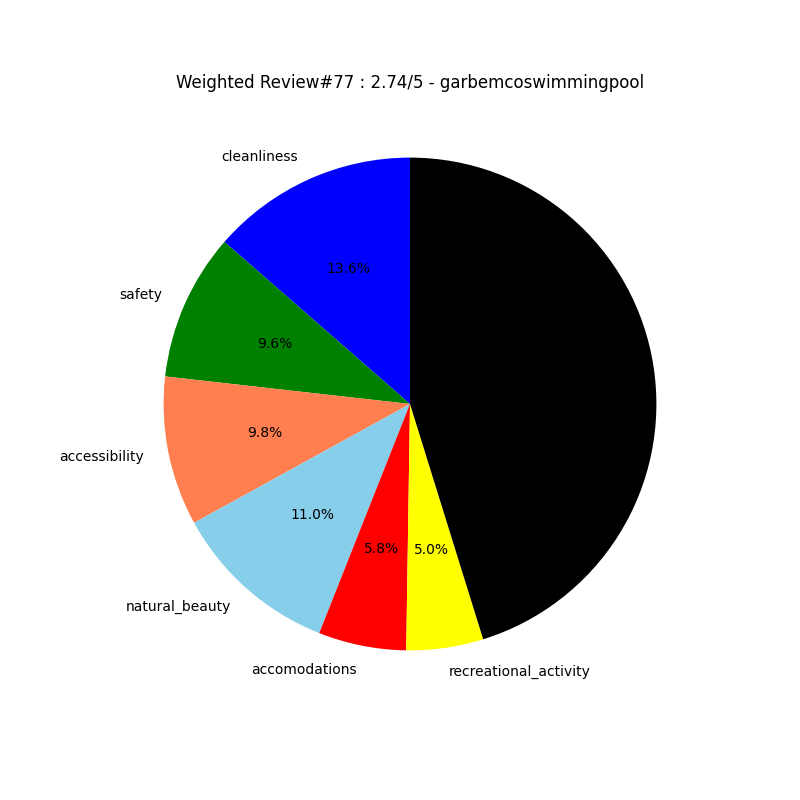 Weighted Review#77 : 2.74/5 - garbemcoswimmingpool
cleanliness
13.6%
safety
9.6%
accessibility
9.8%
natural_beauty
11.0%
accomodations
5.8%
recreational_activity
5.0%